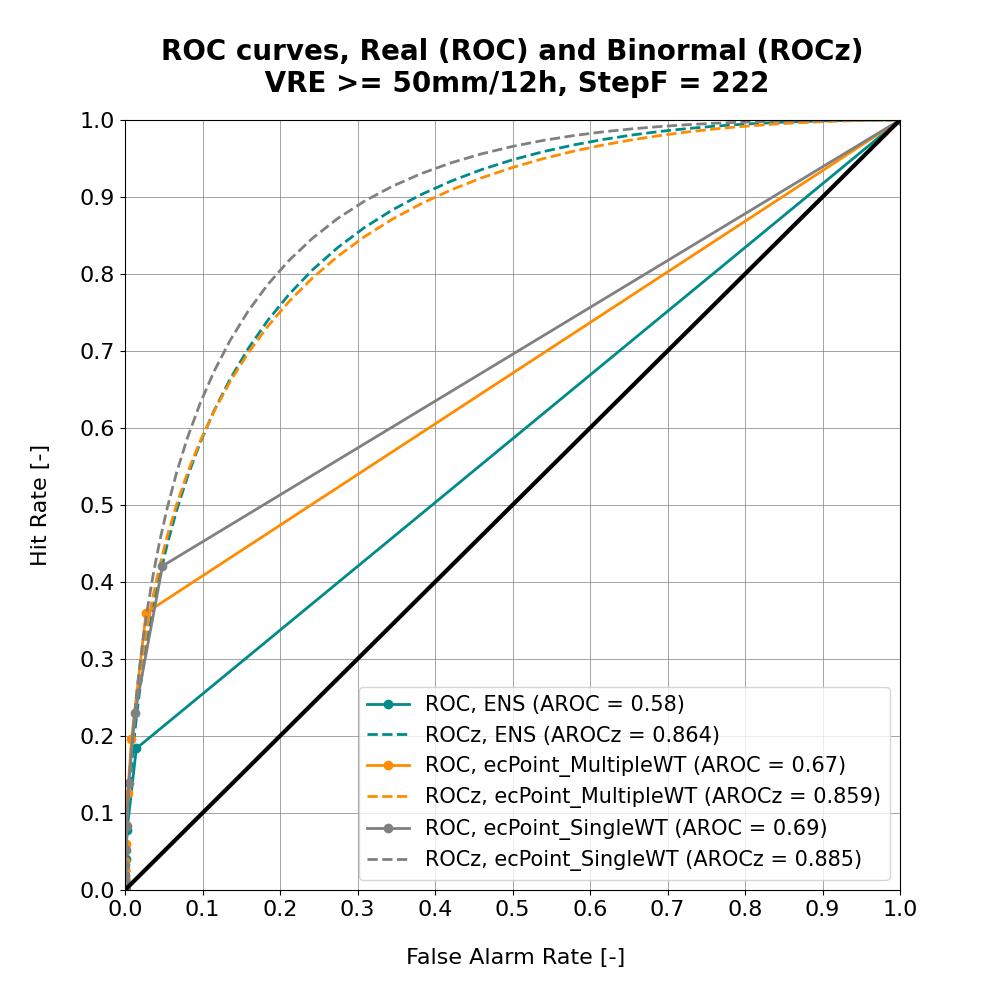 ROC curves, Real (ROC) and Binormal (ROCz)
VRE >= 50mm/12h, StepF = 222
1.0
0.9
0.8
0.7
0.6
0.5
0.4
0.3
0.2
0.1
0.0
Hit Rate [-]
ROC, ENS (AROC = 0.58)
ROCz, ENS (AROCz = 0.864)
ROC, ecPoint_MultipleWT (AROC = 0.67)
ROCz, ecPoint_MultipleWT (AROCz = 0.859)
ROC, ecPoint_SingleWT (AROC = 0.69)
ROCz, ecPoint_SingleWT (AROCz = 0.885)
0.0 0.1 0.2 0.3 0.4 0.5 0.6 0.7 0.8 0.9 1.0
False Alarm Rate [-]